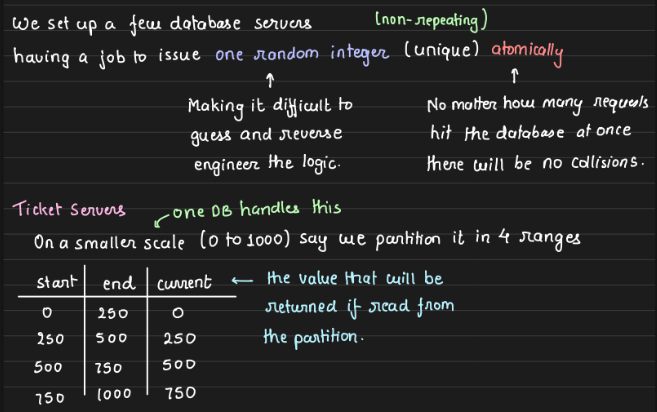 We set up a few database servers (non-repeating)
having a job to issue one random integer (unique) atomically
Making it difficult to
guess and reverse
engineer the logic.
No matter how many requests
hit the database at once
there will be no collisions.
Ticket Servers
one DB handles this
On a smaller scale (0 to 1000) say we partition it in 4 ranges
start end current
0 250 0
250 500 250
500 750 500
750 1000 750
the value that will be
returned if read from
the partition.